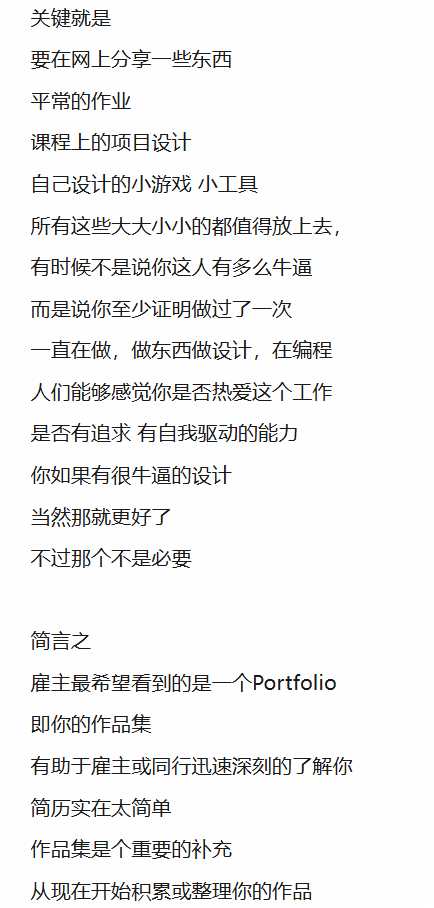 关键就是
要在网上分享一些东西
平常的作业
课程上的项目设计
自己设计的小游戏 小工具
所有这些大大小小的都值得放上去，
有时候不是说你这人有多么牛逼
而是说你至少证明做过了一次
一直在做，做东西做设计，在编程
人们能够感觉你是否热爱这个工作
是否有追求 有自我驱动的能力
你如果有很牛逼的设计
当然那就更好了
不过那个不是必要
简言之
雇主最希望看到的是一个Portfolio
即你的作品集
有助于雇主或同行迅速深刻的了解你
简历实在太简单
作品集是个重要的补充
从现在开始积累或整理你的作品